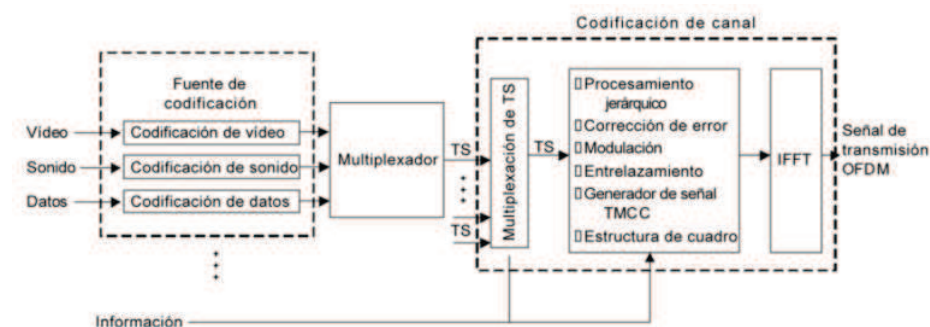 Codificación de canal
Fuente de
codificación
Vídeo
Codificación de vídeo
Sonido
Codificación de sonido
Datos
Codificación de datos
Multiplexador
TS
TS
Multiplexación de TS
TS
Procesamiento
jerárquico
Corrección de error
Modulación
Entrelazamiento
Generador de señal
TMCC
Estructura de cuadro
IFFT
Señal de
transmisión
OFDM
Información